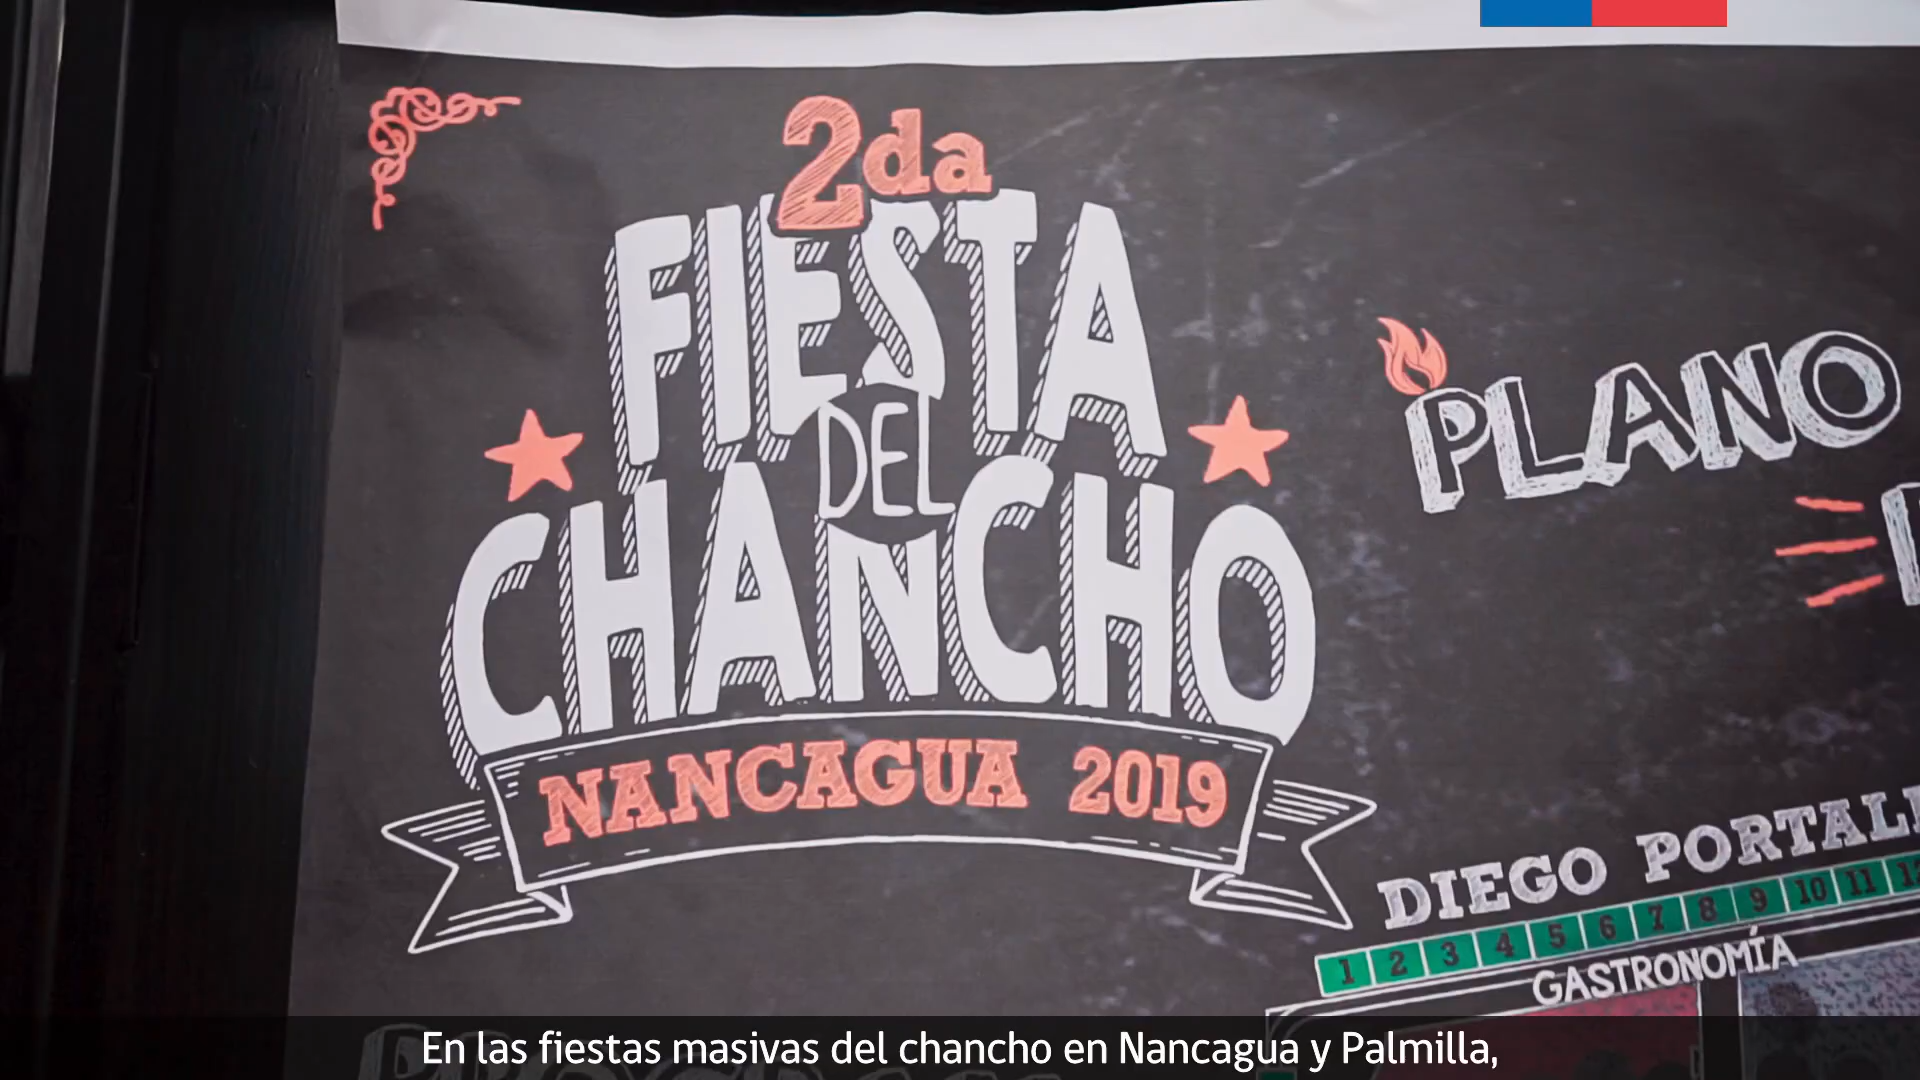 2da
FIESTA
DEL
CHANCHO
NANCAGUA 2019
PLANO
DIEGO PORTAL
1 2 3 4 5 6 7 8 9 10 11 12
GASTRONOMÍA
En las fiestas masivas del chancho en Nancagua y Palmilla,